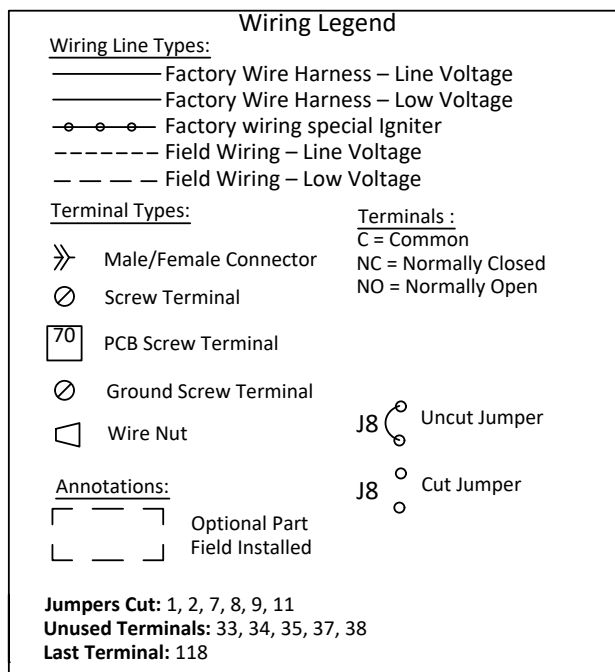 Wiring Legend
Wiring Line Types:
Factory Wire Harness – Line Voltage
Factory Wire Harness – Low Voltage
Factory wiring special Igniter
Field Wiring – Line Voltage
Field Wiring – Low Voltage
Terminal Types:
Male/Female Connector
Screw Terminal
70 PCB Screw Terminal
Ground Screw Terminal
Wire Nut
Terminals :
C = Common
NC = Normally Closed
NO = Normally Open
J8 Uncut Jumper
J8 Cut Jumper
Annotations:
Optional Part
Field Installed
Jumpers Cut: 1, 2, 7, 8, 9, 11
Unused Terminals: 33, 34, 35, 37, 38
Last Terminal: 118